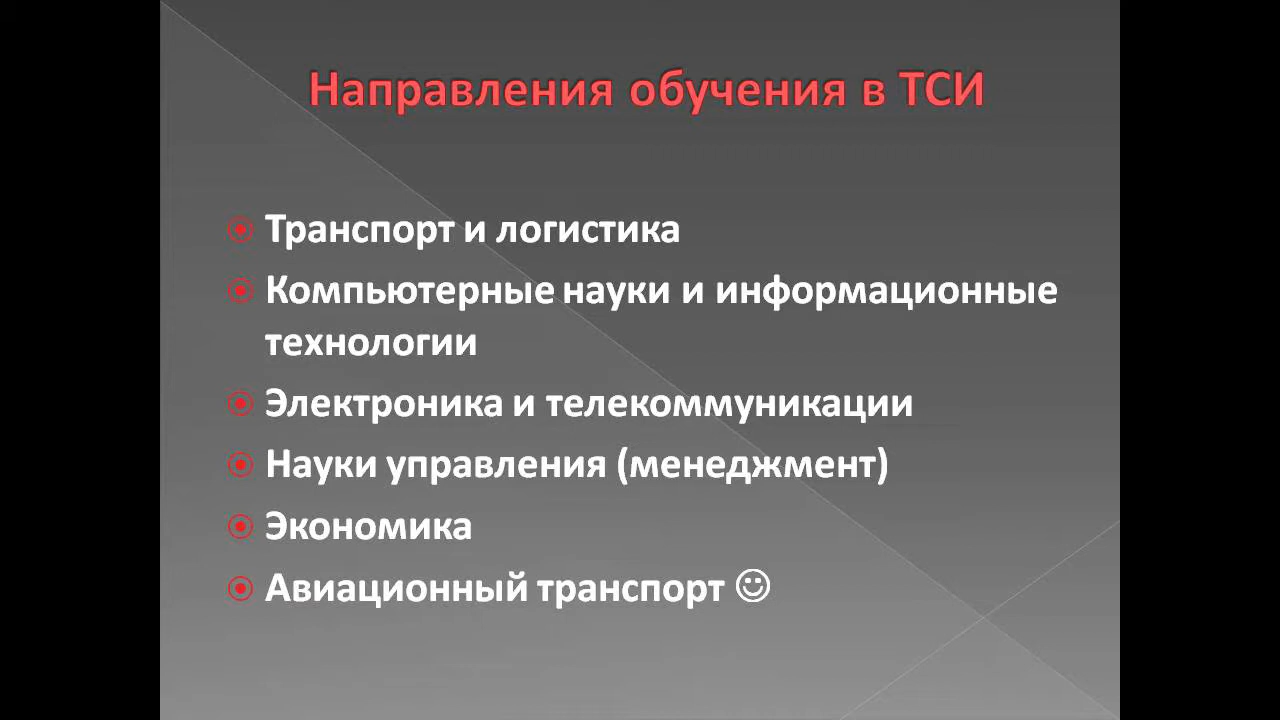 Направления обучения в ТСИ
Транспорт и логистика
Компьютерные науки и информационные
технологии
Электроника и телекоммуникации
Науки управления (менеджмент)
Экономика
Авиационный транспорт ☺